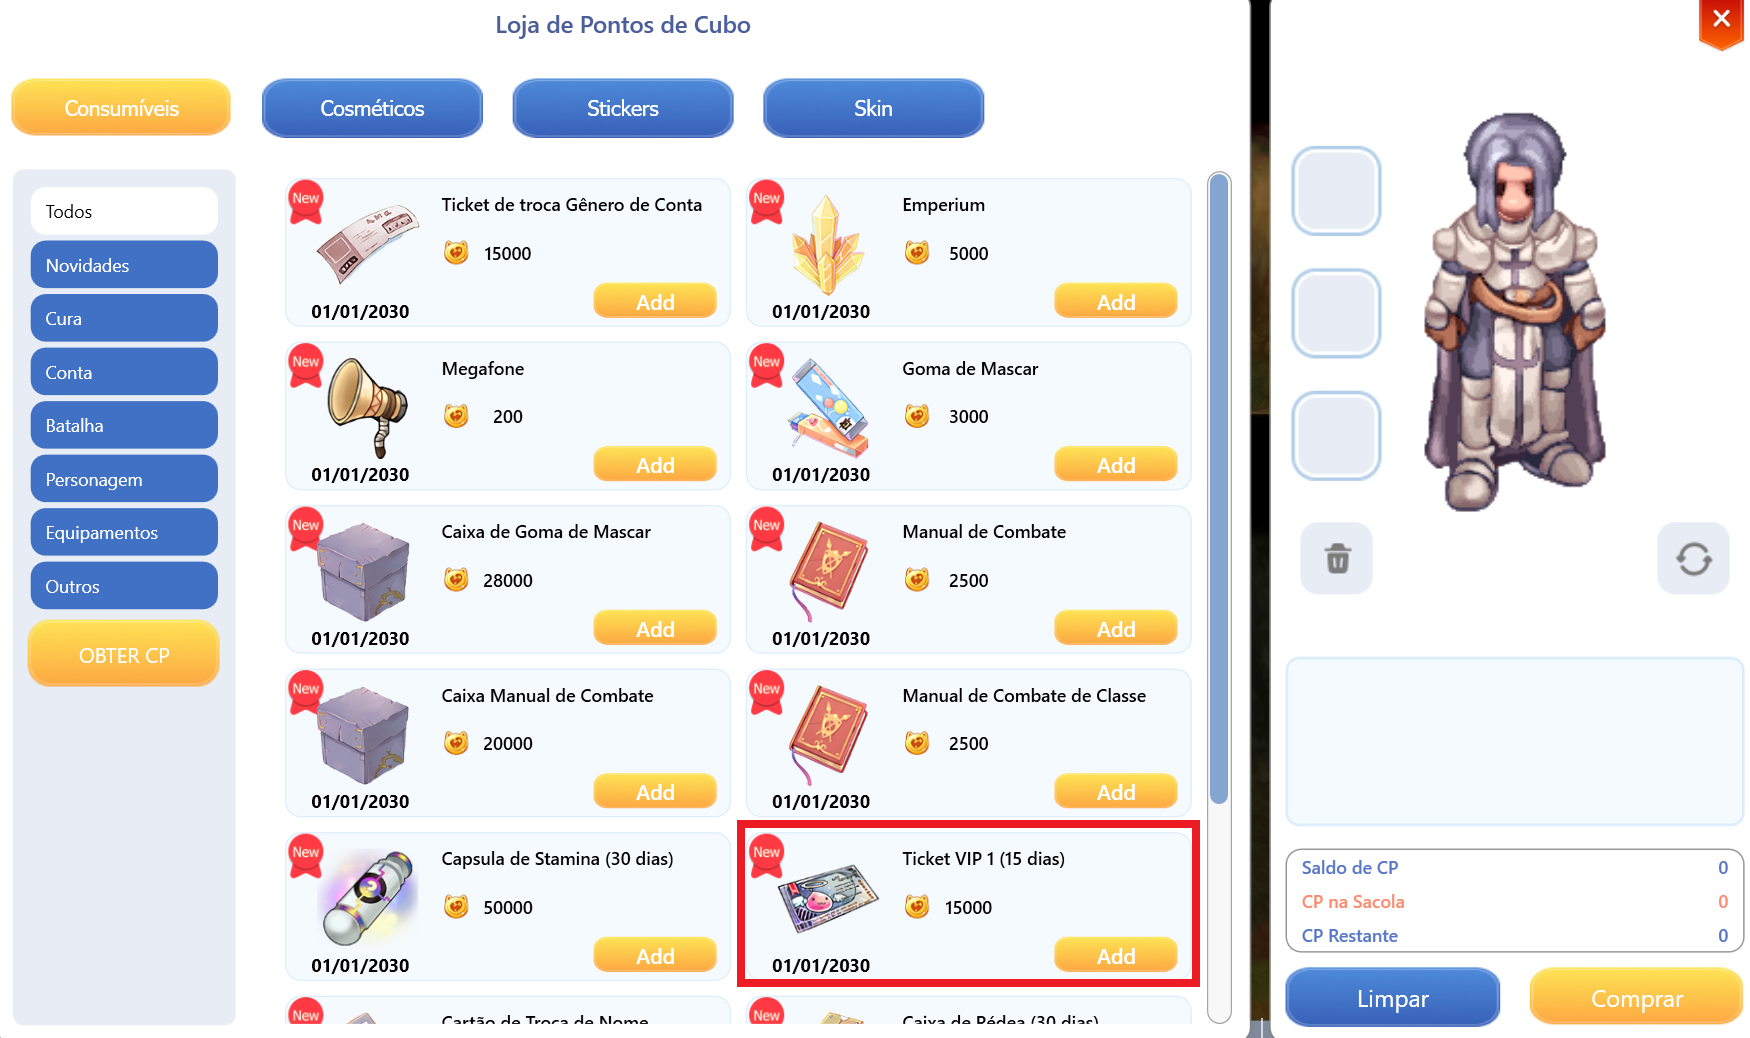 Loja de Pontos de Cubo
Consumíveis
Cosméticos
Stickers
Skin
Todos
Novidades
Cura
Conta
Batalha
Personagem
Equipamentos
Outros
OBTER CP
New
Ticket de troca Gênero de Conta
15000
01/01/2030
Add
New
Emperium
5000
01/01/2030
Add
New
Megafone
200
01/01/2030
Add
New
Goma de Mascar
3000
01/01/2030
Add
New
Caixa de Goma de Mascar
28000
01/01/2030
Add
New
Manual de Combate
2500
01/01/2030
Add
New
Caixa Manual de Combate
20000
01/01/2030
Add
New
Manual de Combate de Classe
2500
01/01/2030
Add
New
Capsula de Stamina (30 dias)
50000
01/01/2030
Add
New
Ticket VIP 1 (15 dias)
15000
01/01/2030
Add
New
Cartão de Troca de Nome
New
Caixa de Rédea (30 dias)
Saldo de CP 0
CP na Sacola 0
CP Restante 0
Limpar
Comprar